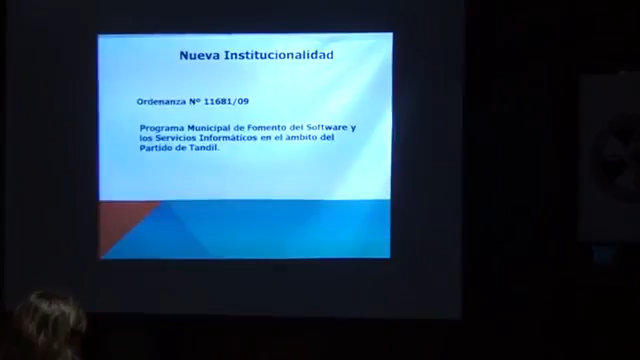 Nueva Institucionalidad
Ordenanza Nº 11681/09
Programa Municipal de Fomento del Software y
los Servicios Informáticos en el ámbito del
Partido de Tandil.